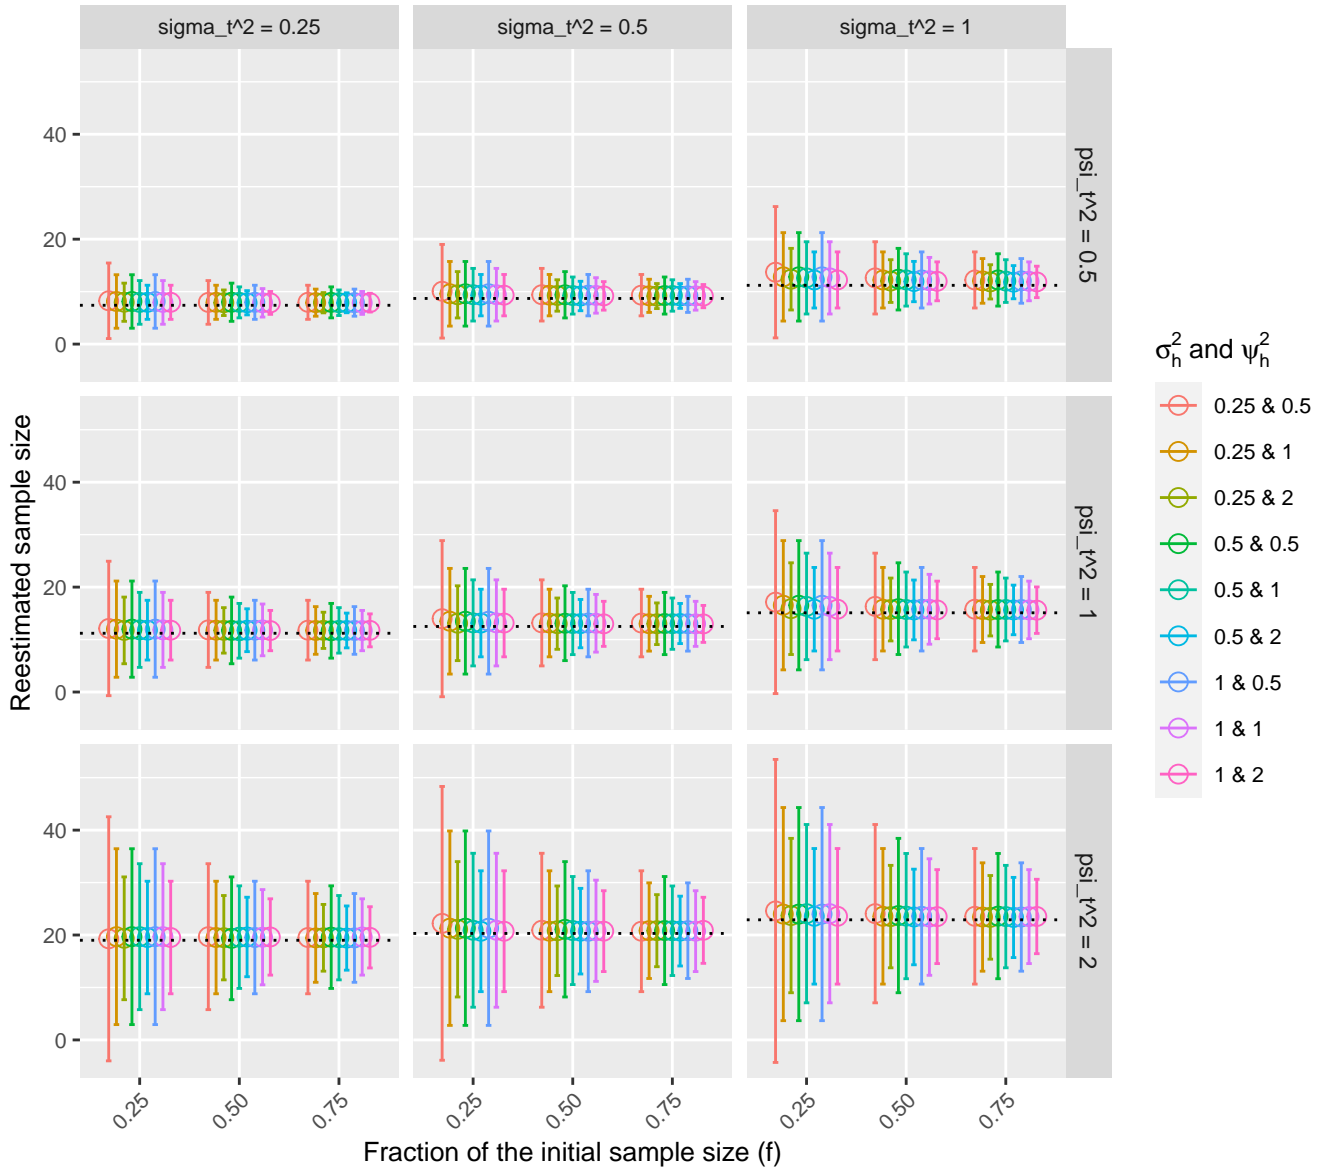 sigma_t^2 = 0.25
sigma_t^2 = 0.5
sigma_t^2 = 1
40
20
0
psi_t^2 = 0.5
40
20
0
psi_t^2 = 1
40
20
0
psi_t^2 = 2
Reestimated sample size
0.25
0.50
0.75
0.25
0.50
0.75
0.25
0.50
0.75
Fraction of the initial sample size (f)
σ²ₕ and ψ²ₕ
0.25 & 0.5
0.25 & 1
0.25 & 2
0.5 & 0.5
0.5 & 1
0.5 & 2
1 & 0.5
1 & 1
1 & 2